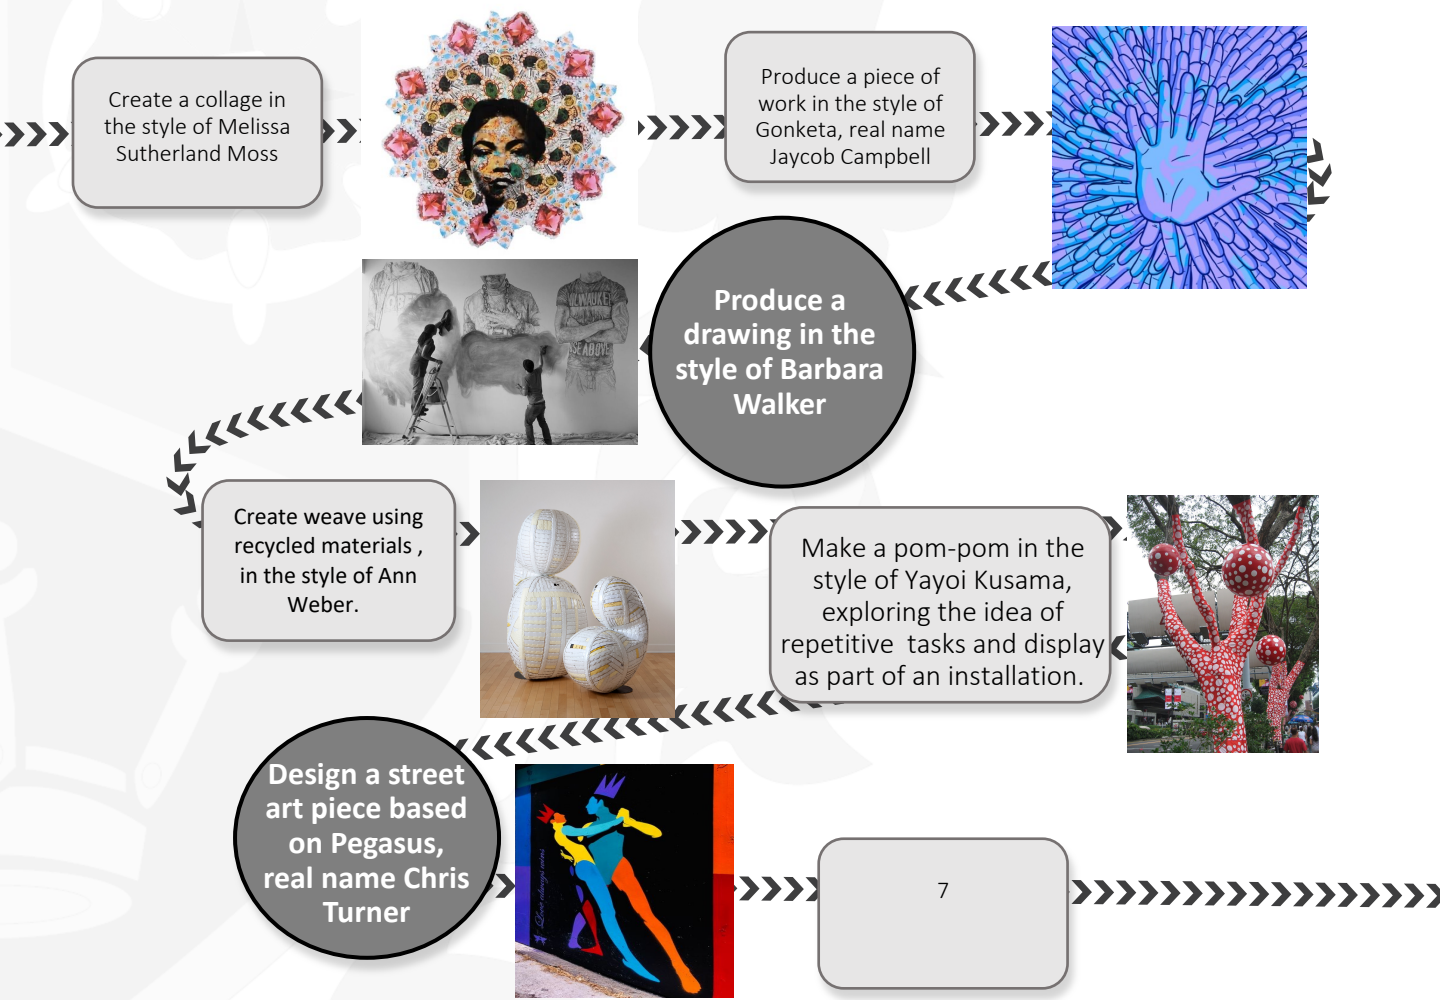 Create a collage in
the style of Melissa
Sutherland Moss
Produce a piece of
work in the style of
Gonketa, real name
Jaycob Campbell
Produce a
drawing in the
style of Barbara
Walker
Create weave using
recycled materials ,
in the style of Ann
Weber.
Make a pom-pom in the
style of Yayoi Kusama,
exploring the idea of
repetitive  tasks and display
as part of an installation.
Design a street
art piece based
on Pegasus,
real name Chris
Turner
Love always wins
7